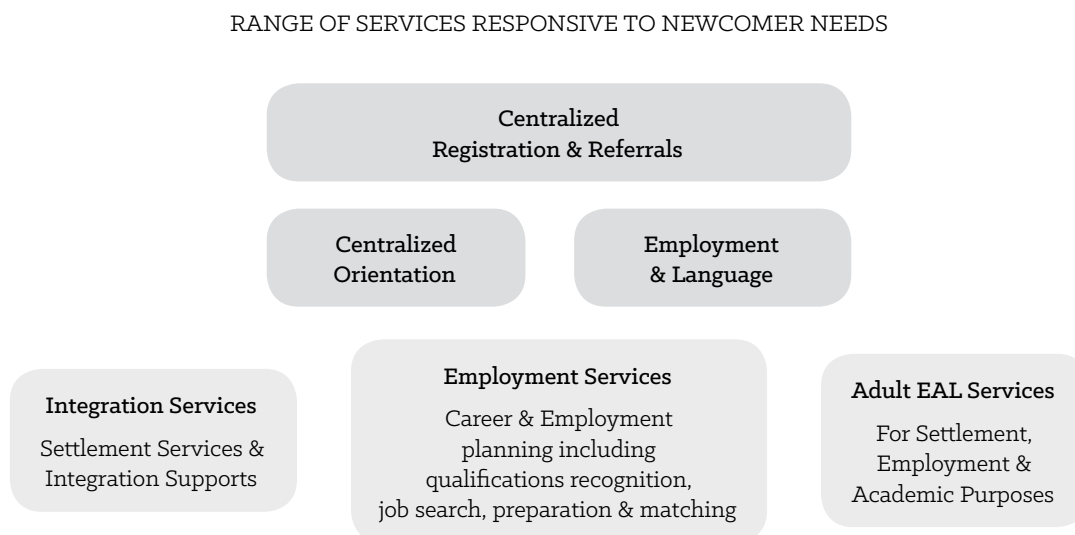 RANGE OF SERVICES RESPONSIVE TO NEWCOMER NEEDS
Centralized
Registration & Referrals
Centralized
Orientation
Employment
& Language
Integration Services
Settlement Services &
Integration Supports
Employment Services
Career & Employment
planning including
qualifications recognition,
job search, preparation & matching
Adult EAL Services
For Settlement,
Employment &
Academic Purposes